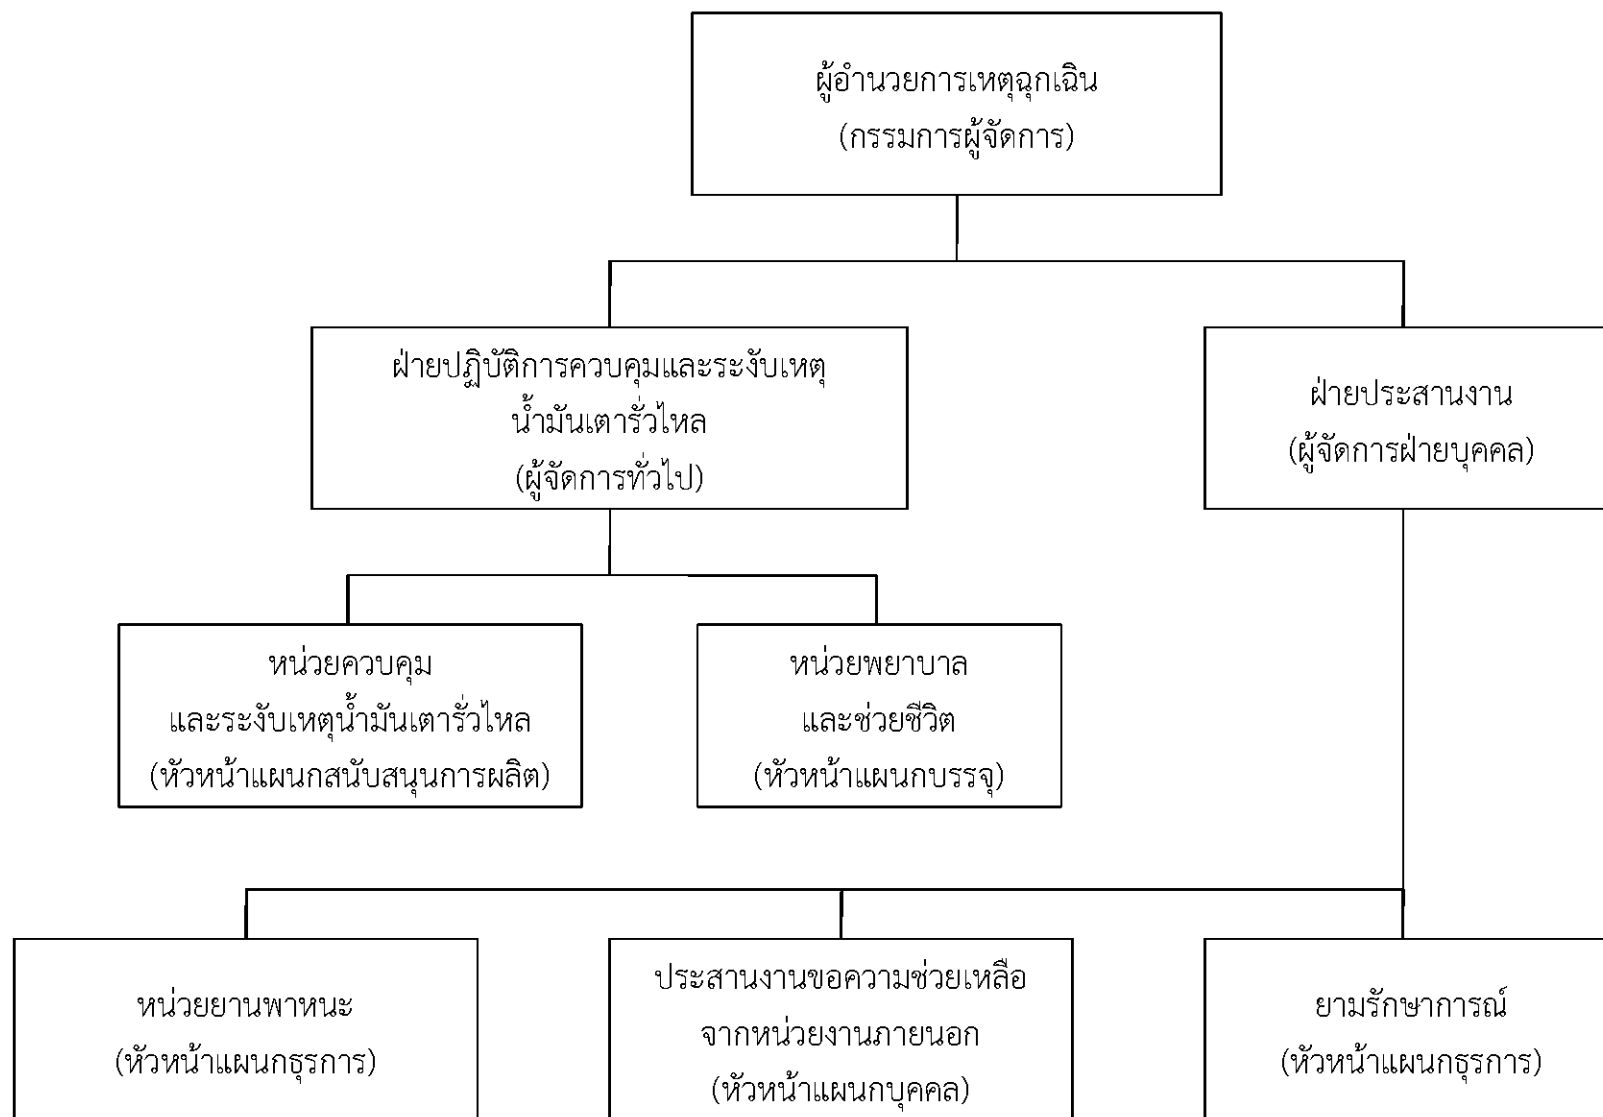 ผู้อำนวยการเหตุฉุกเฉิน
(กรรมการผู้จัดการ)
ฝ่ายปฏิบัติการควบคุมและระงับเหตุ
น้ำมันเตารั่วไหล
(ผู้จัดการทั่วไป)
ฝ่ายประสานงาน
(ผู้จัดการฝ่ายบุคคล)
หน่วยควบคุม
และระงับเหตุน้ำมันเตารั่วไหล
(หัวหน้าแผนกสนับสนุนการผลิต)
หน่วยพยาบาล
และช่วยชีวิต
(หัวหน้าแผนกบรรจุ)
หน่วยยานพาหนะ
(หัวหน้าแผนกธุรการ)
ประสานงานขอความช่วยเหลือ
จากหน่วยงานภายนอก
(หัวหน้าแผนกบุคคล)
ยามรักษาการณ์
(หัวหน้าแผนกธุรการ)